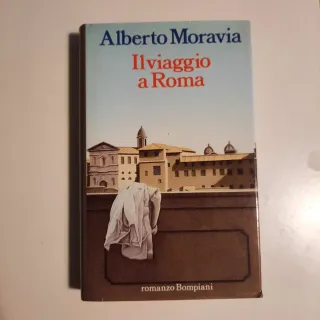 Alberto Moravia
Il viaggio
a Roma
romanzo Bompiani